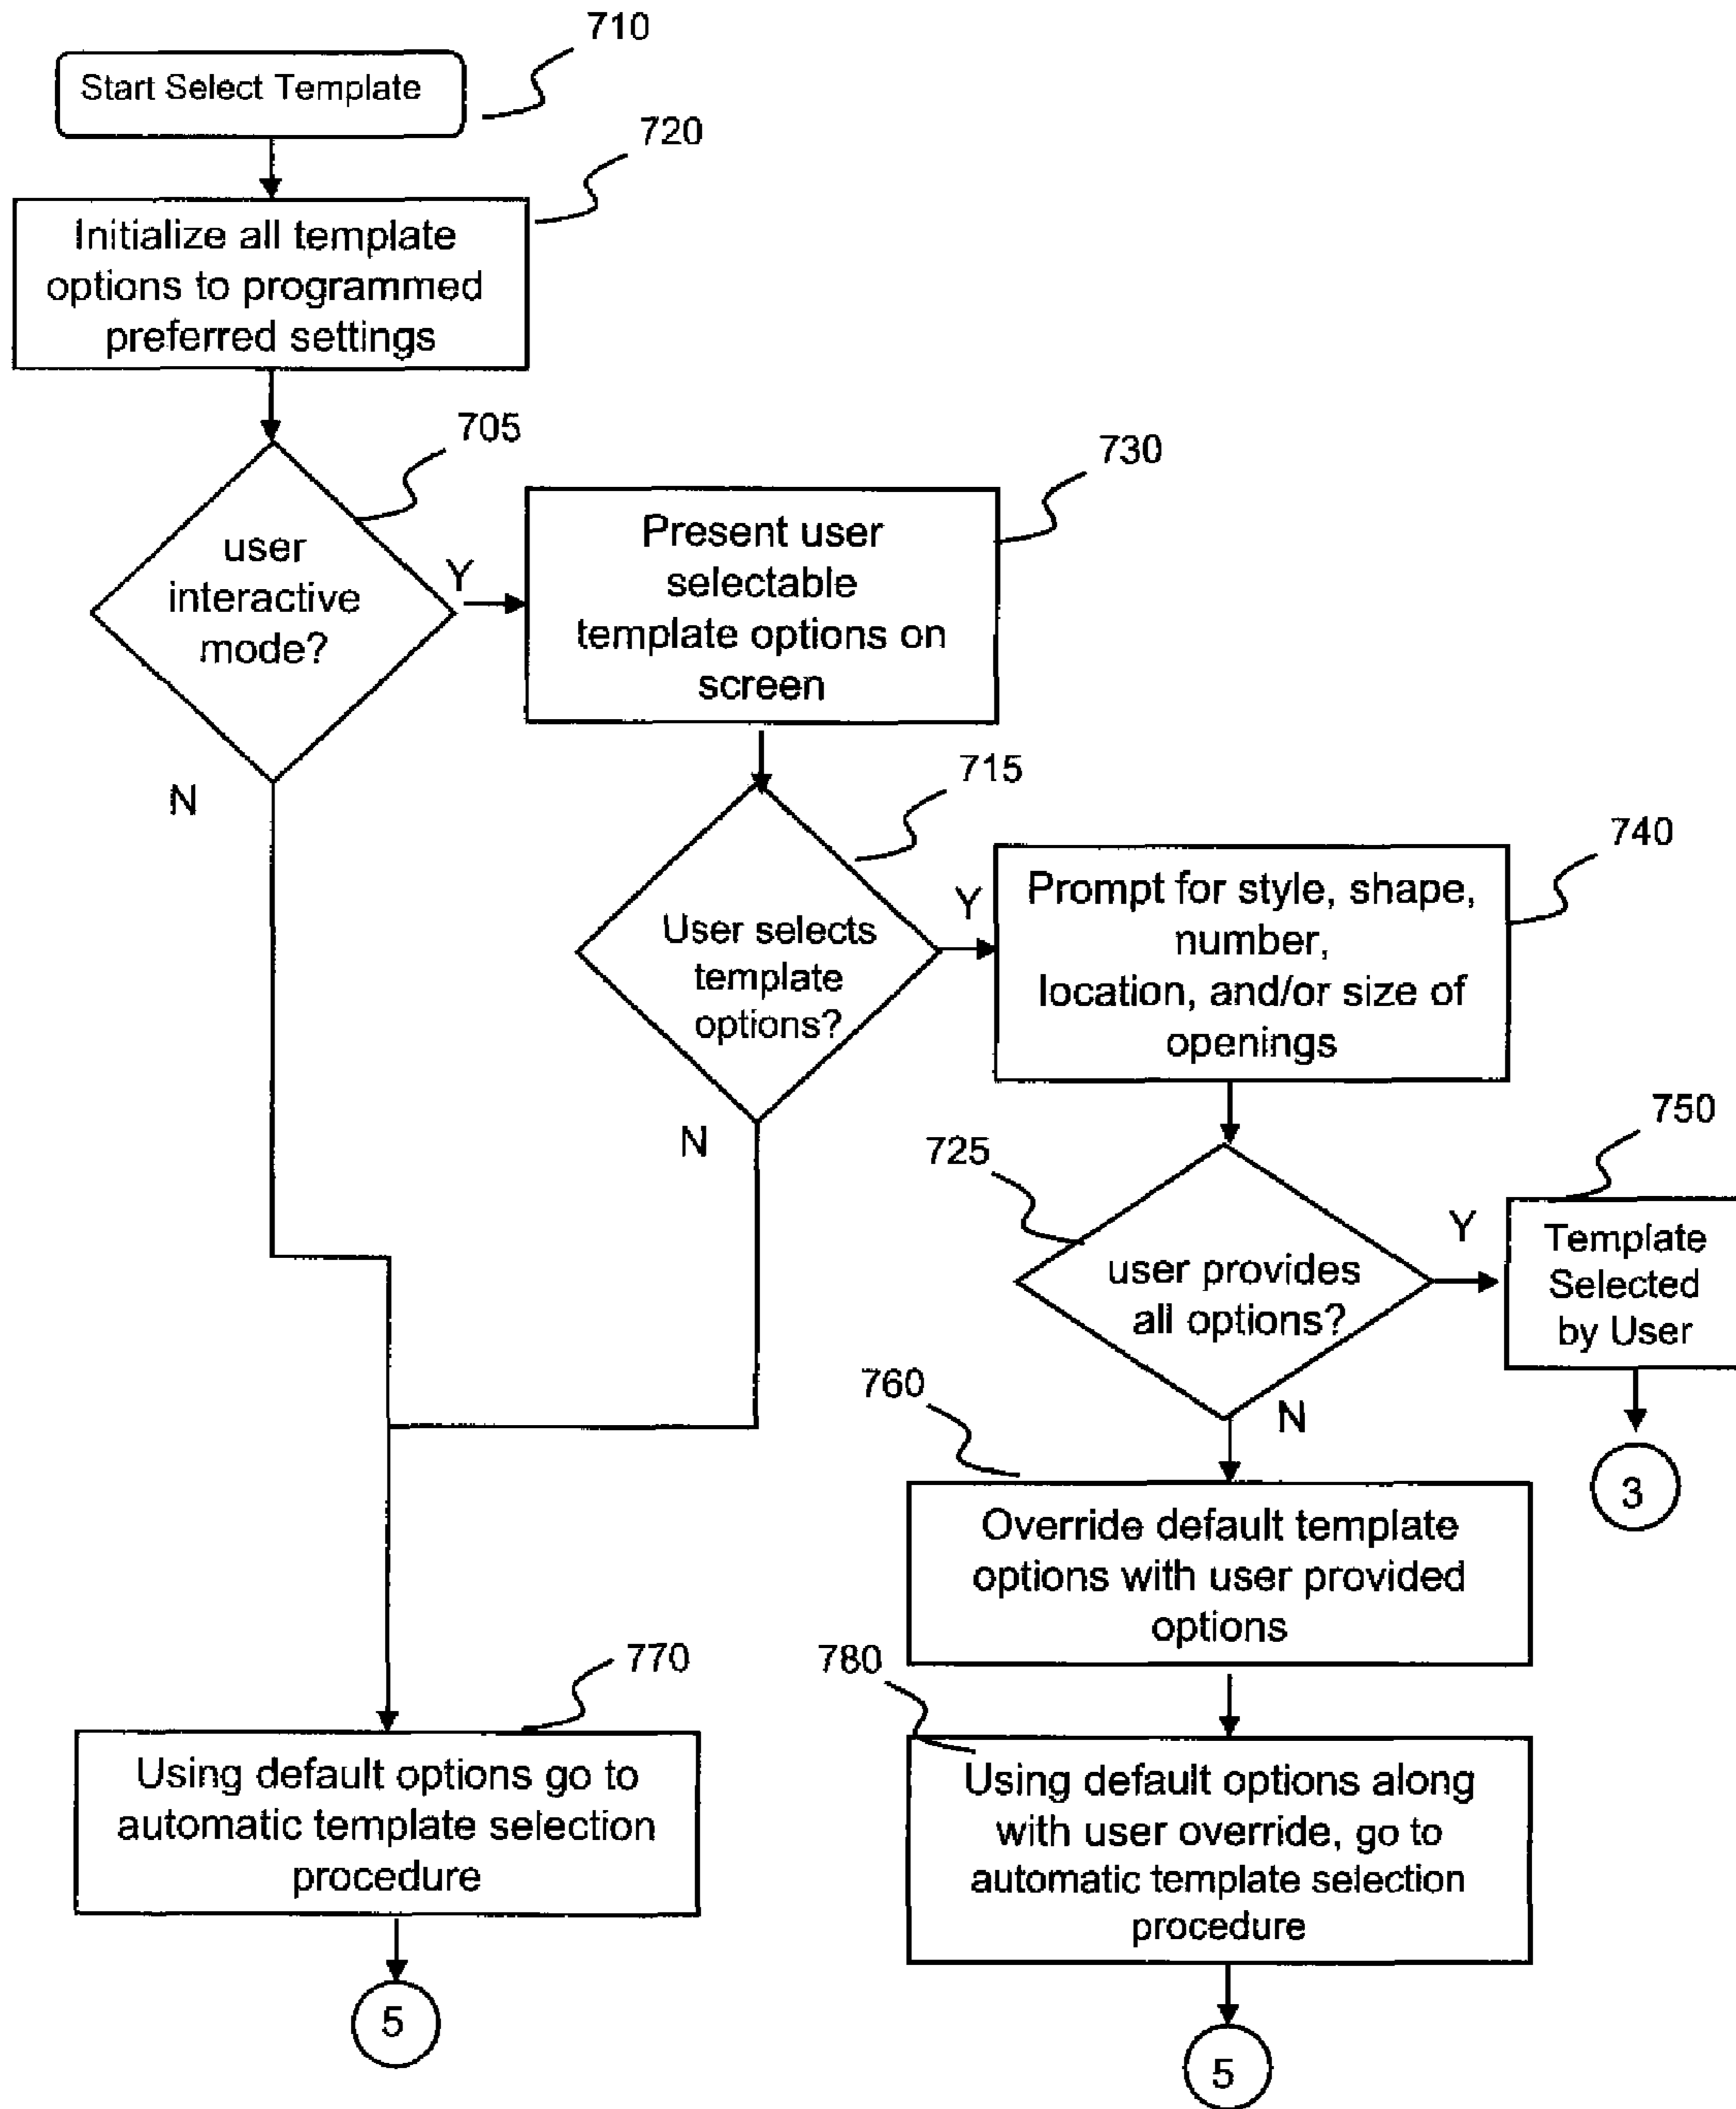 710
Start Select Template
720
Initialize all template
options to programmed
preferred settings
705
user
interactive
mode?
Y
N
730
Present user
selectable
template options on
screen
715
User selects
template
options?
Y
N
740
Prompt for style, shape,
number,
location, and/or size of
openings
725
user provides
all options?
Y
N
750
Template
Selected
by User
3
760
Override default template
options with user provided
options
770
Using default options go to
automatic template selection
procedure
5
780
Using default options along
with user override, go to
automatic template selection
procedure
5